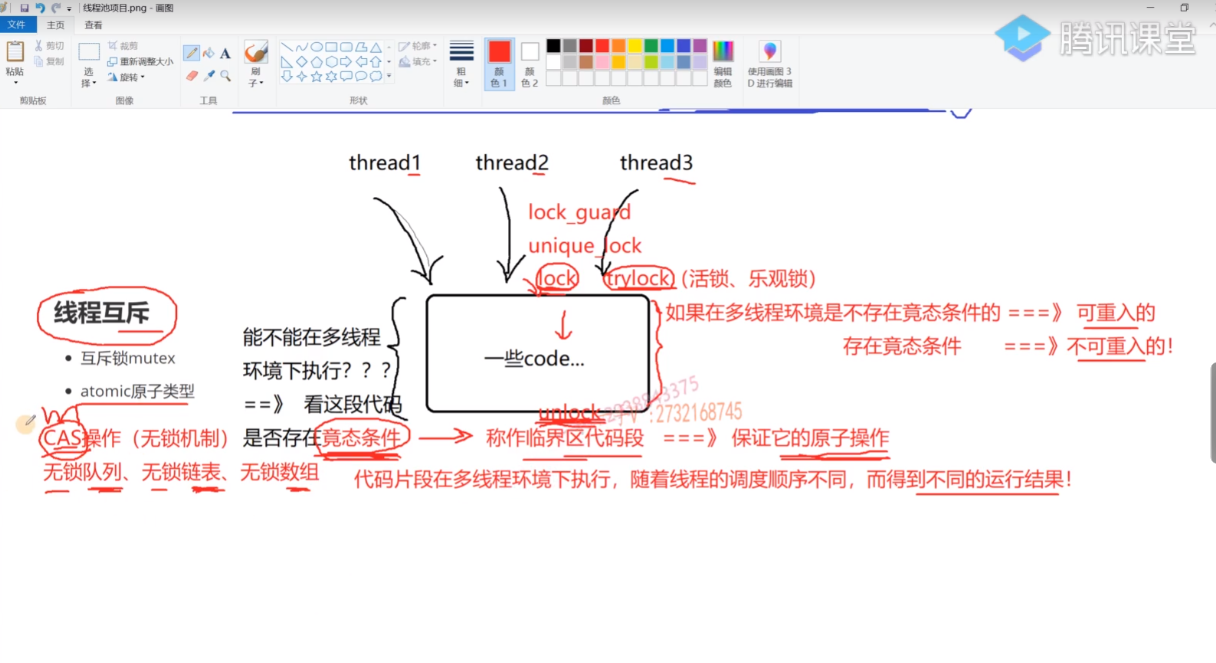 线程池项目.png - 画图
文件 主页 查看
剪切
复制
粘贴
剪贴板
选择
裁剪
重新调整大小
旋转
图像
A
工具
刷子
形状
轮廓
填充
粗细
颜色 1
颜色 2
编辑颜色
颜色
使用画图 3D 进行编辑
腾讯课堂
thread1 thread2 thread3
lock_guard
unique_lock
lock trylock (活锁、乐观锁)
线程互斥
互斥锁mutex
atomic原子类型
CAS操作（无锁机制）
无锁队列、无锁链表、无锁数组
能不能在多线程
环境下执行？？？
==》 看这段代码
是否存在竟态条件
一些code...
如果在多线程环境是不存在竟态条件的 ===》 可重入的
存在竟态条件 ===》不可重入的！
unlock
:2732168745
称作临界区代码段 ===》 保证它的原子操作
代码片段在多线程环境下执行，随着线程的调度顺序不同，而得到不同的运行结果！